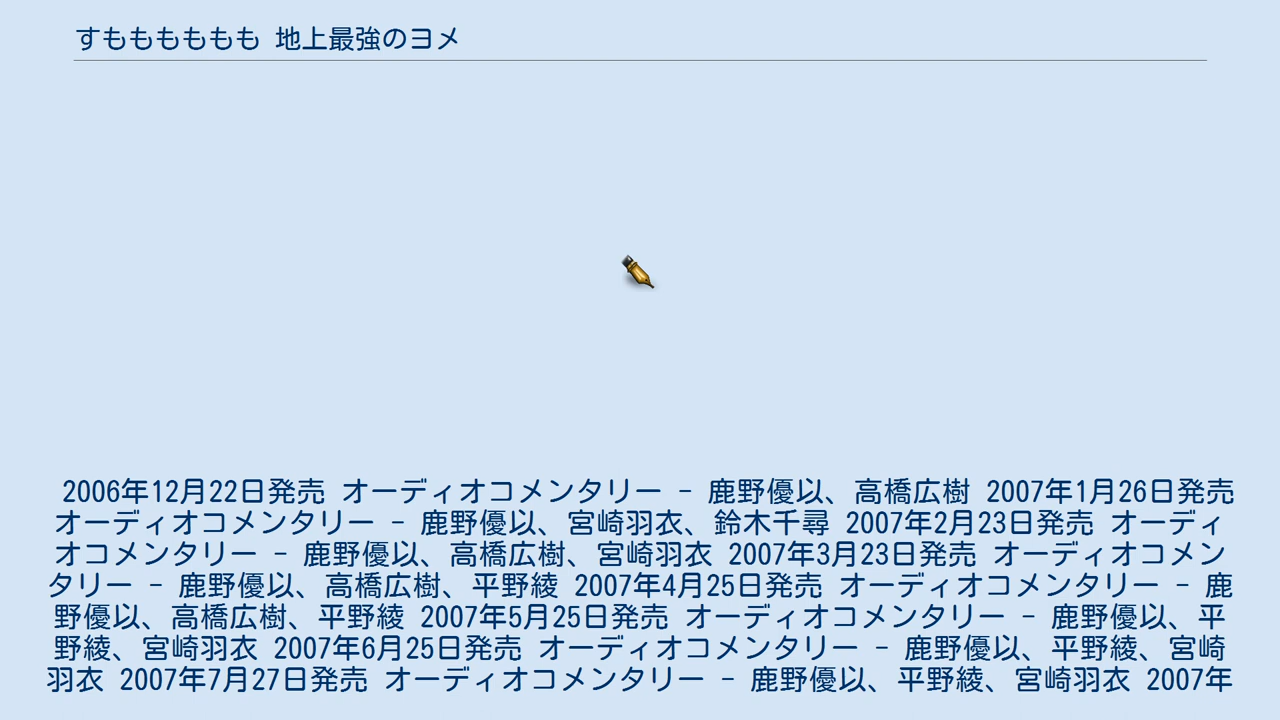 すもももももも 地上最強のヨメ
2006年12月22日発売 オーディオコメンタリー - 鹿野優以、高橋広樹 2007年1月26日発売
オーディオコメンタリー - 鹿野優以、宮崎羽衣、鈴木千尋 2007年2月23日発売 オーディ
オコメンタリー - 鹿野優以、高橋広樹、宮崎羽衣 2007年3月23日発売 オーディオコメン
タリー - 鹿野優以、高橋広樹、平野綾 2007年4月25日発売 オーディオコメンタリー - 鹿
野優以、高橋広樹、平野綾 2007年5月25日発売 オーディオコメンタリー - 鹿野優以、平
野綾、宮崎羽衣 2007年6月25日発売 オーディオコメンタリー - 鹿野優以、平野綾、宮崎
羽衣 2007年7月27日発売 オーディオコメンタリー - 鹿野優以、平野綾、宮崎羽衣 2007年